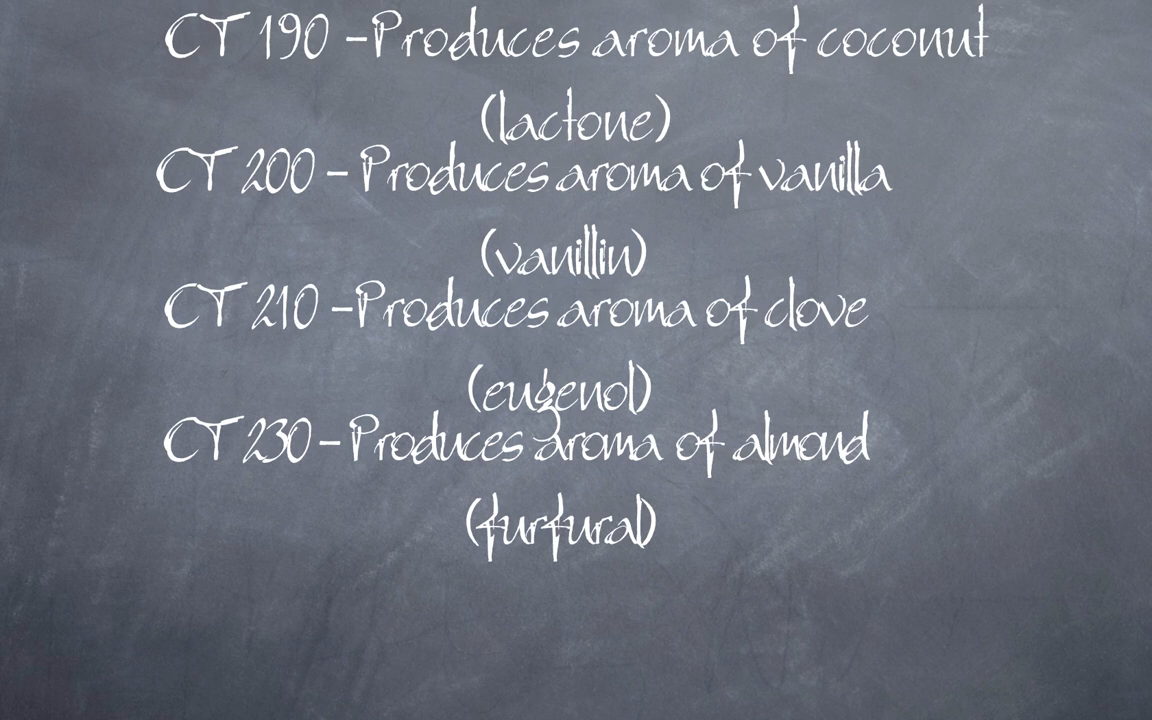 CT 190 -Produces aroma of coconut
(lactone)
CT 200 - Produces aroma of vanilla
(vanillin)
CT 210 -Produces aroma of clove
(eugenol)
CT 230 - Produces aroma of almond
(furfural)